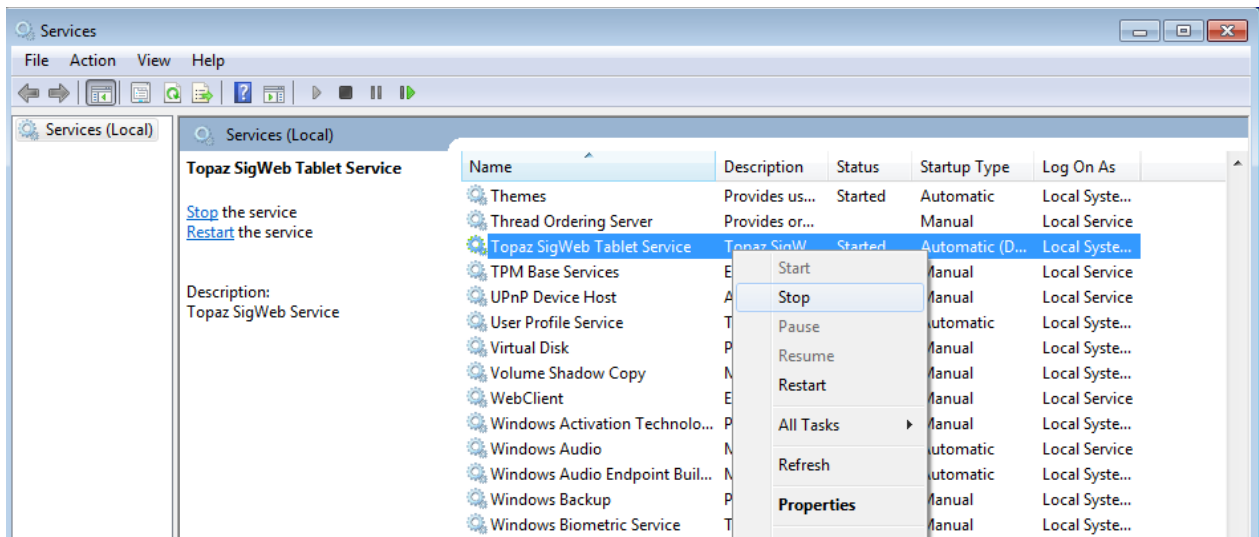 Services
File Action View Help
Services (Local)
Services (Local)
Topaz SigWeb Tablet Service
Stop the service
Restart the service
Description:
Topaz SigWeb Service
Name Description Status Startup Type Log On As
Themes Provides us... Started Automatic Local Syste...
Thread Ordering Server Provides or... Manual Local Service
Topaz SigWeb Tablet Service Topaz SigW... Started Automatic (D... Local Syste...
TPM Base Services E Manual Local Service
UPnP Device Host A Manual Local Service
User Profile Service T Automatic Local Syste...
Virtual Disk P Manual Local Syste...
Volume Shadow Copy M Manual Local Syste...
WebClient E Manual Local Service
Windows Activation Technolo... P Manual Local Syste...
Windows Audio M Automatic Local Service
Windows Audio Endpoint Buil... M Automatic Local Syste...
Windows Backup P Manual Local Syste...
Windows Biometric Service T Manual Local Syste...
Start
Stop
Pause
Resume
Restart
All Tasks
Refresh
Properties